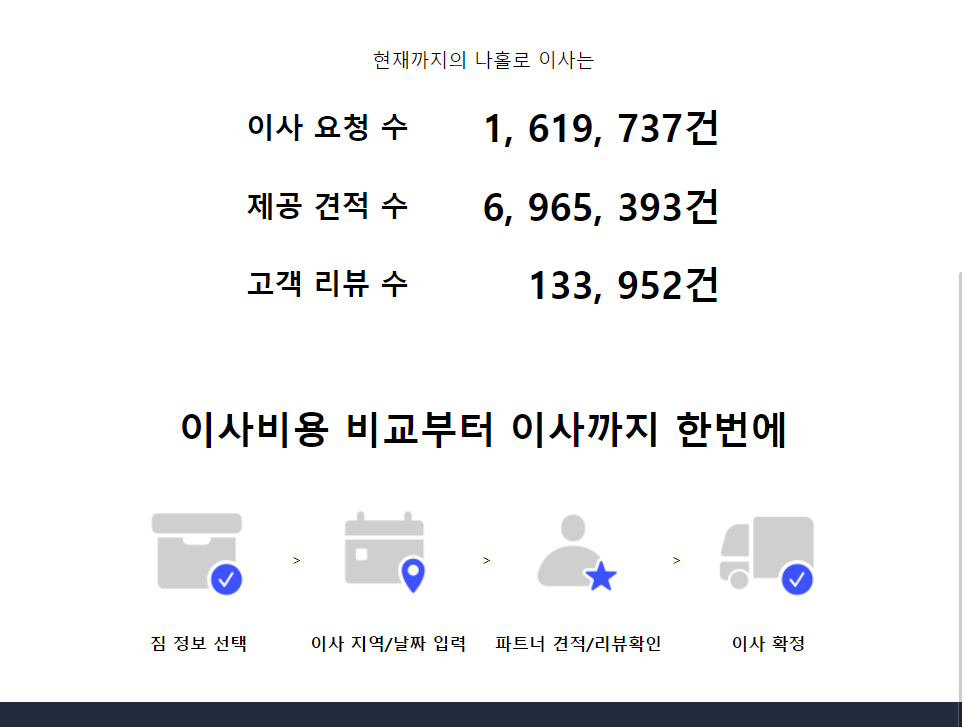 현재까지의 나홀로 이사는
이사 요청 수 1, 619, 737건
제공 견적 수 6, 965, 393건
고객 리뷰 수 133, 952건
이사비용 비교부터 이사까지 한번에
> > >
짐 정보 선택 이사 지역/날짜 입력 파트너 견적/리뷰확인 이사 확정